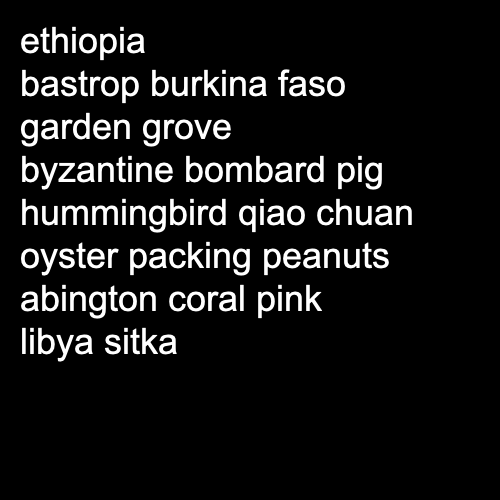 ethiopia
bastrop burkina faso
garden grove
byzantine bombard pig
hummingbird qiao chuan
oyster packing peanuts
abington coral pink
libya sitka